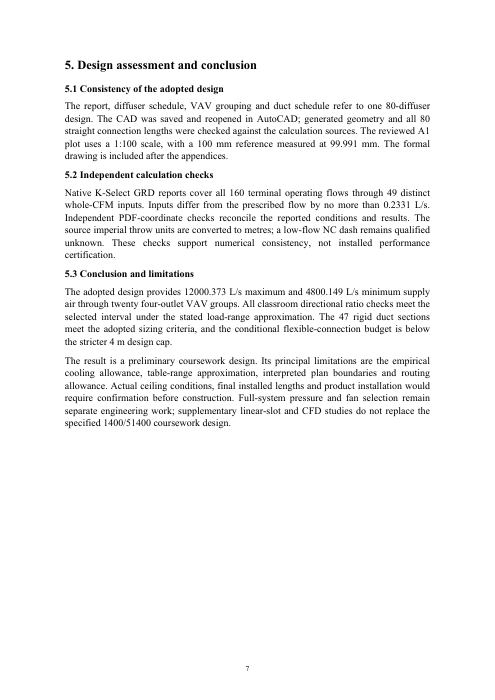 5. Design assessment and conclusion
5.1 Consistency of the adopted design
The report, diffuser schedule, VAV grouping and duct schedule refer to one 80-diffuser
design. The CAD was saved and reopened in AutoCAD; generated geometry and all 80
straight connection lengths were checked against the calculation sources. The reviewed A1
plot uses a 1:100 scale, with a 100 mm reference measured at 99.991 mm. The formal
drawing is included after the appendices.
5.2 Independent calculation checks
Native K-Select GRD reports cover all 160 terminal operating flows through 49 distinct
whole-CFM inputs. Inputs differ from the prescribed flow by no more than 0.2331 L/s.
Independent PDF-coordinate checks reconcile the reported conditions and results. The
source imperial throw units are converted to metres; a low-flow NC dash remains qualified
unknown. These checks support numerical consistency, not installed performance
certification.
5.3 Conclusion and limitations
The adopted design provides 12000.373 L/s maximum and 4800.149 L/s minimum supply
air through twenty four-outlet VAV groups. All classroom directional ratio checks meet the
selected interval under the stated load-range approximation. The 47 rigid duct sections
meet the adopted sizing criteria, and the conditional flexible-connection budget is below
the stricter 4 m design cap.
The result is a preliminary coursework design. Its principal limitations are the empirical
cooling allowance, table-range approximation, interpreted plan boundaries and routing
allowance. Actual ceiling conditions, final installed lengths and product installation would
require confirmation before construction. Full-system pressure and fan selection remain
separate engineering work; supplementary linear-slot and CFD studies do not replace the
specified 1400/51400 coursework design.
7